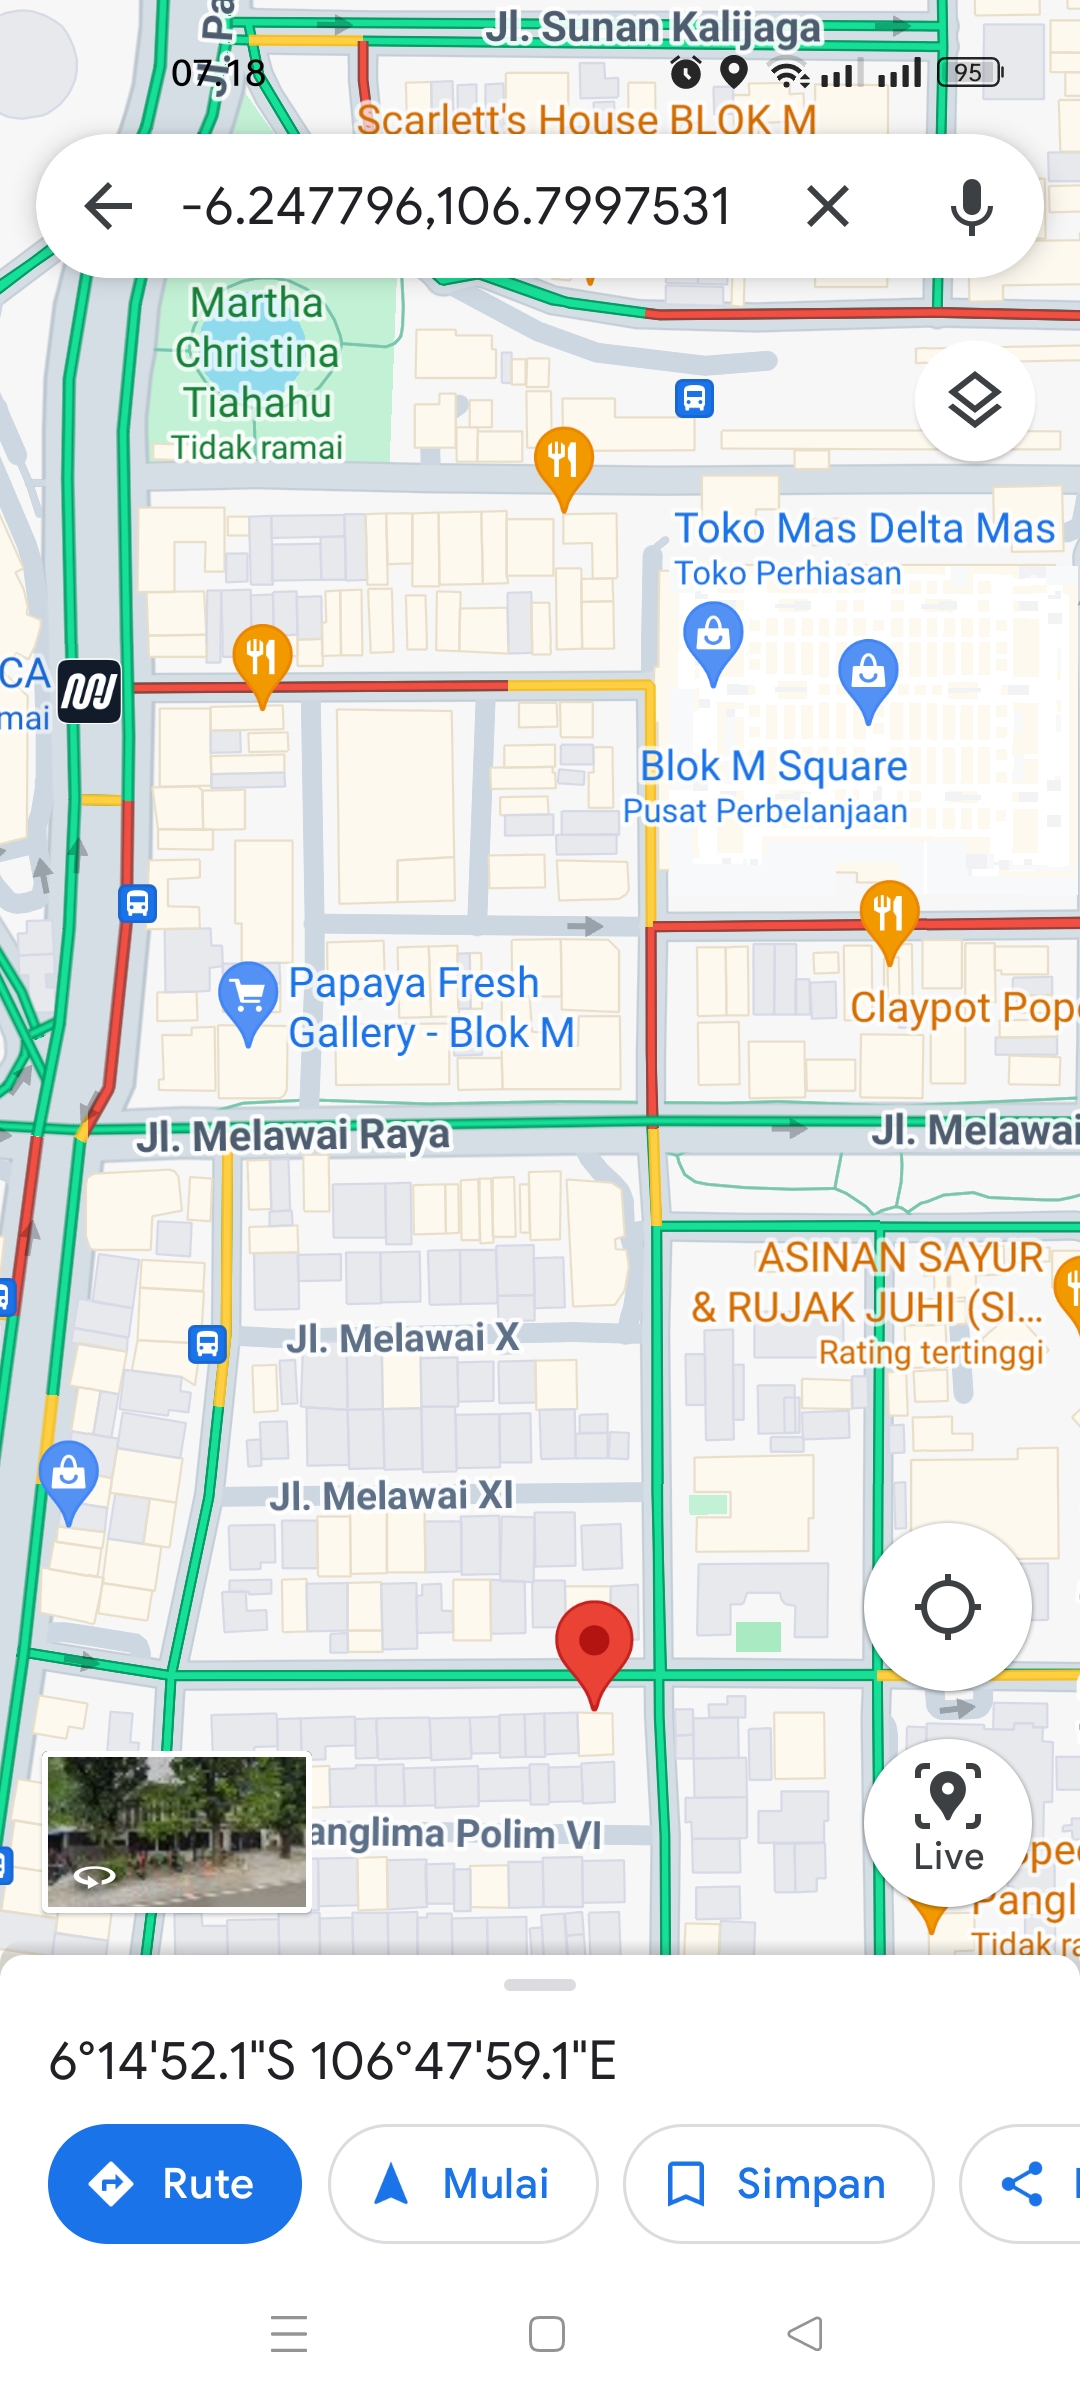 Jl. Sunan Kalijaga
Jl. Pa
07.18
95
Scarlett's House BLOK M
-6.247796,106.7997531
Martha
Christina
Tiahahu
Tidak ramai
Toko Mas Delta Mas
Toko Perhiasan
CA
mai
Blok M Square
Pusat Perbelanjaan
Papaya Fresh
Gallery - Blok M
Claypot Pop
Jl. Melawai Raya
Jl. Melawai
ASINAN SAYUR
& RUJAK JUHI (SI...
Rating tertinggi
Jl. Melawai X
Jl. Melawai XI
anglima Polim VI
Live
pe
Pangl
Tidak ra
6°14'52.1"S 106°47'59.1"E
Rute
Mulai
Simpan